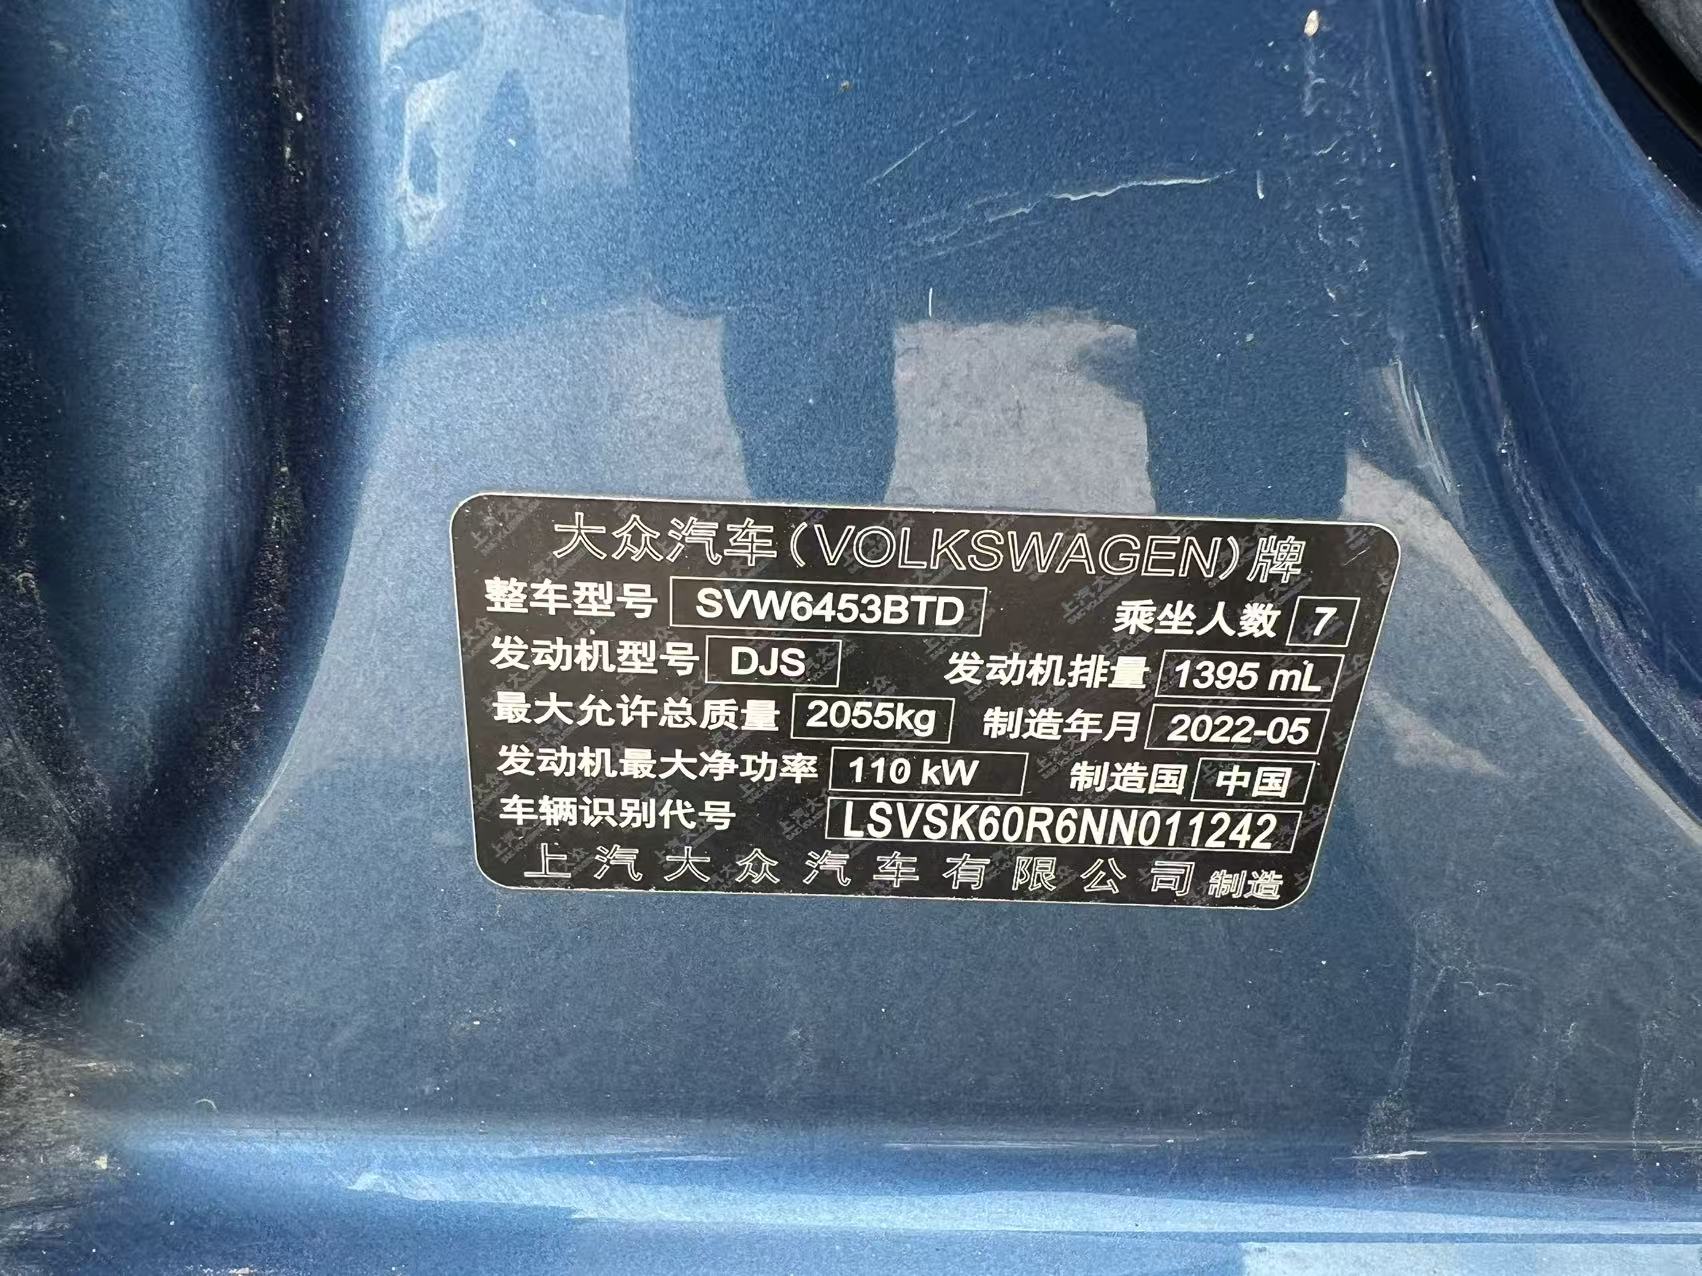 大众汽车(VOLKSWAGEN)牌
整车型号 SVW6453BTD 乘坐人数 7
发动机型号 DJS 发动机排量 1395 mL
最大允许总质量 2055kg 制造年月 2022-05
发动机最大净功率 110 kW 制造国 中国
车辆识别代号 LSVSK60R6NN011242
上汽大众汽车有限公司 制造